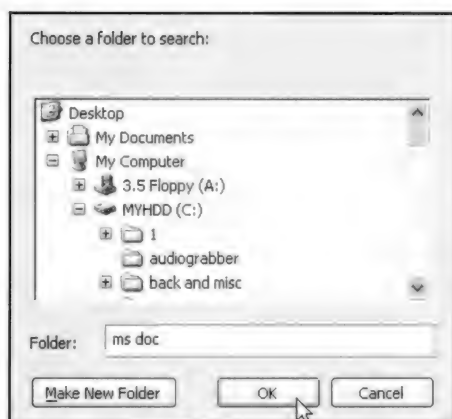 Choose a folder to search:
Desktop
My Documents
My Computer
3.5 Floppy (A:)
MYHDD (C:)
1
audiograbber
back and misc
Folder: ms doc
Make New Folder OK Cancel